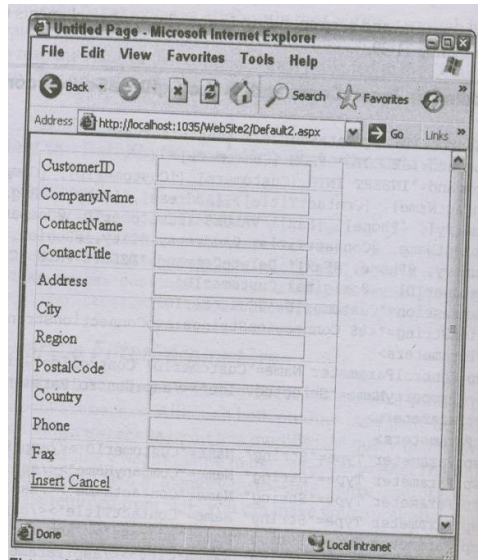 Untitled Page - Microsoft Internet Explorer
File Edit View Favorites Tools Help
Back Search Favorites »
Address http://localhost:1035/WebSite2/Default2.aspx Go Links »
CustomerID
CompanyName
ContactName
ContactTitle
Address
City
Region
PostalCode
Country
Phone
Fax
Insert Cancel
Done Local intranet